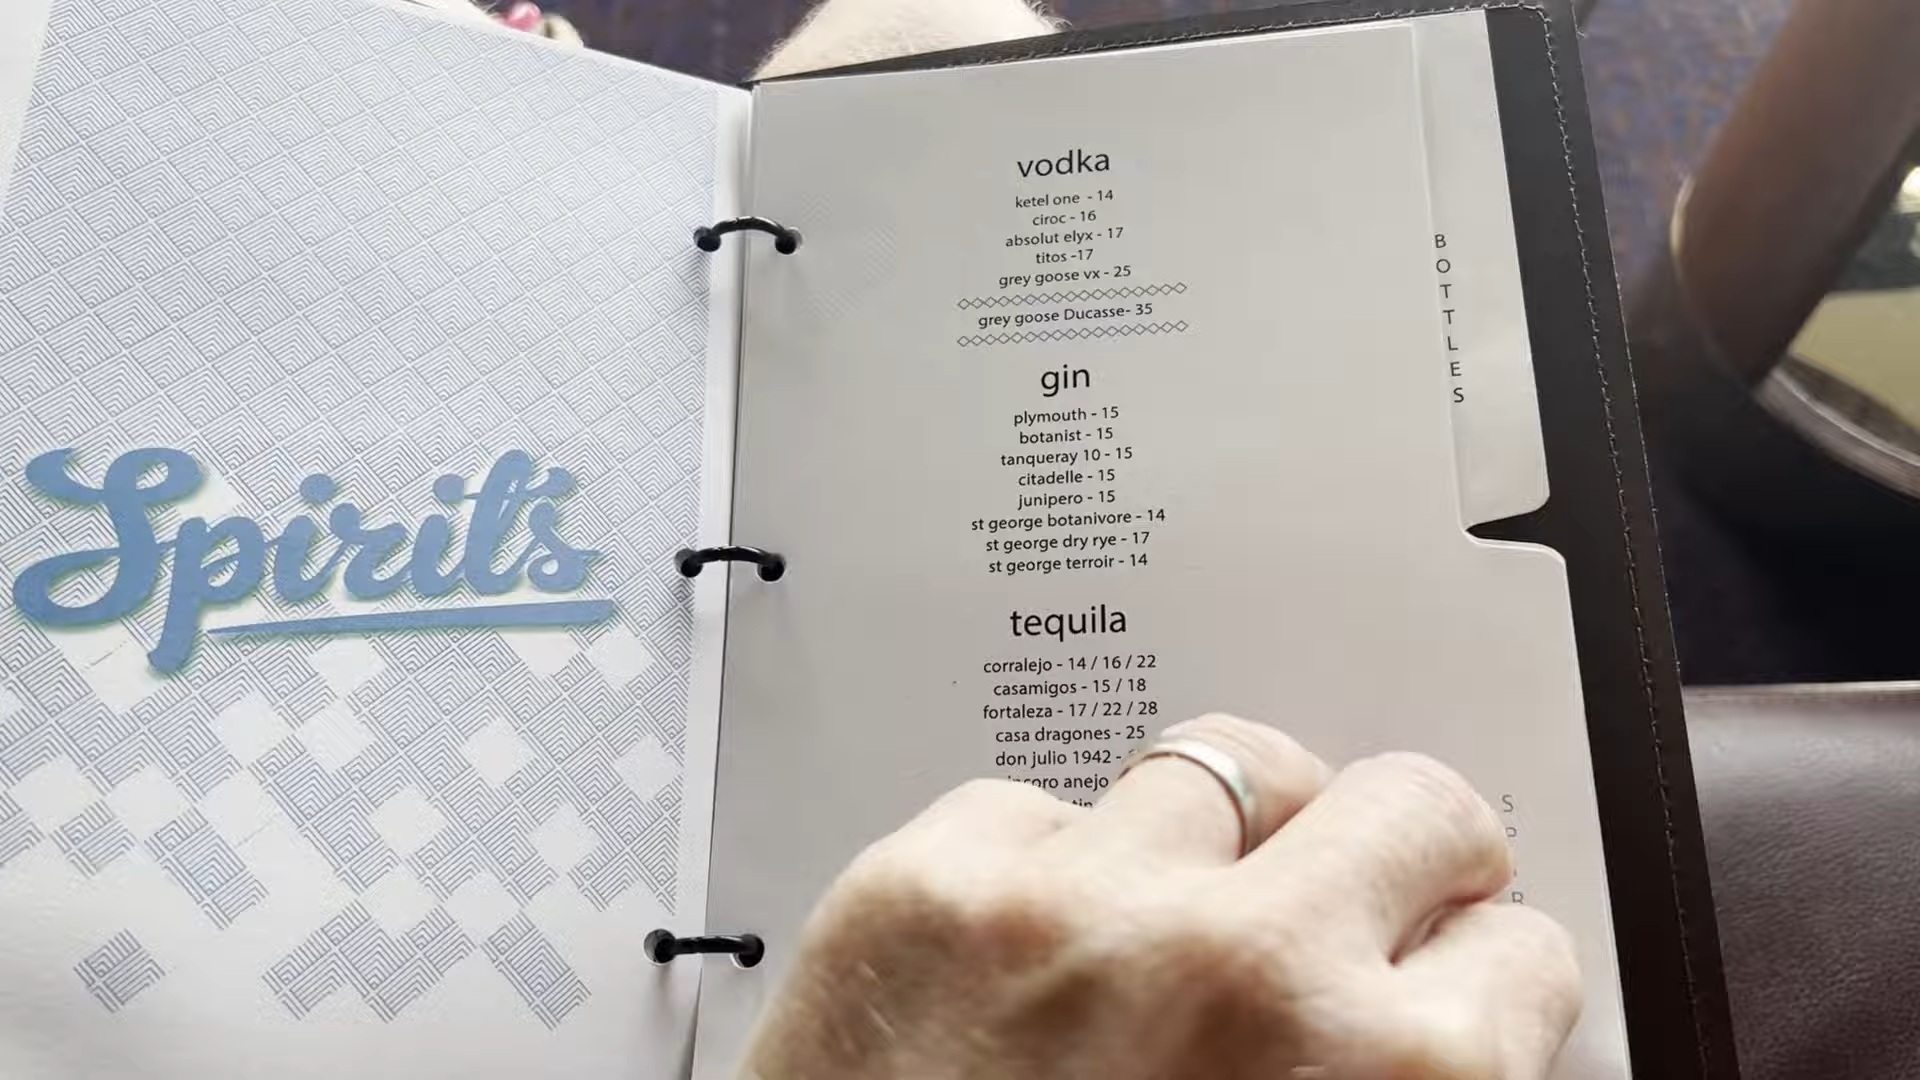 Spirits
vodka
ketel one - 14
ciroc - 16
absolut elyx - 17
titos -17
grey goose vx - 25
grey goose Ducasse- 35
gin
plymouth - 15
botanist - 15
tanqueray 10 - 15
citadelle - 15
junipero - 15
st george botanivore - 14
st george dry rye - 17
st george terroir - 14
tequila
corralejo - 14 / 16 / 22
casamigos - 15 / 18
fortaleza - 17 / 22 / 28
casa dragones - 25
don julio 1942 -
anejo
BOTTLES